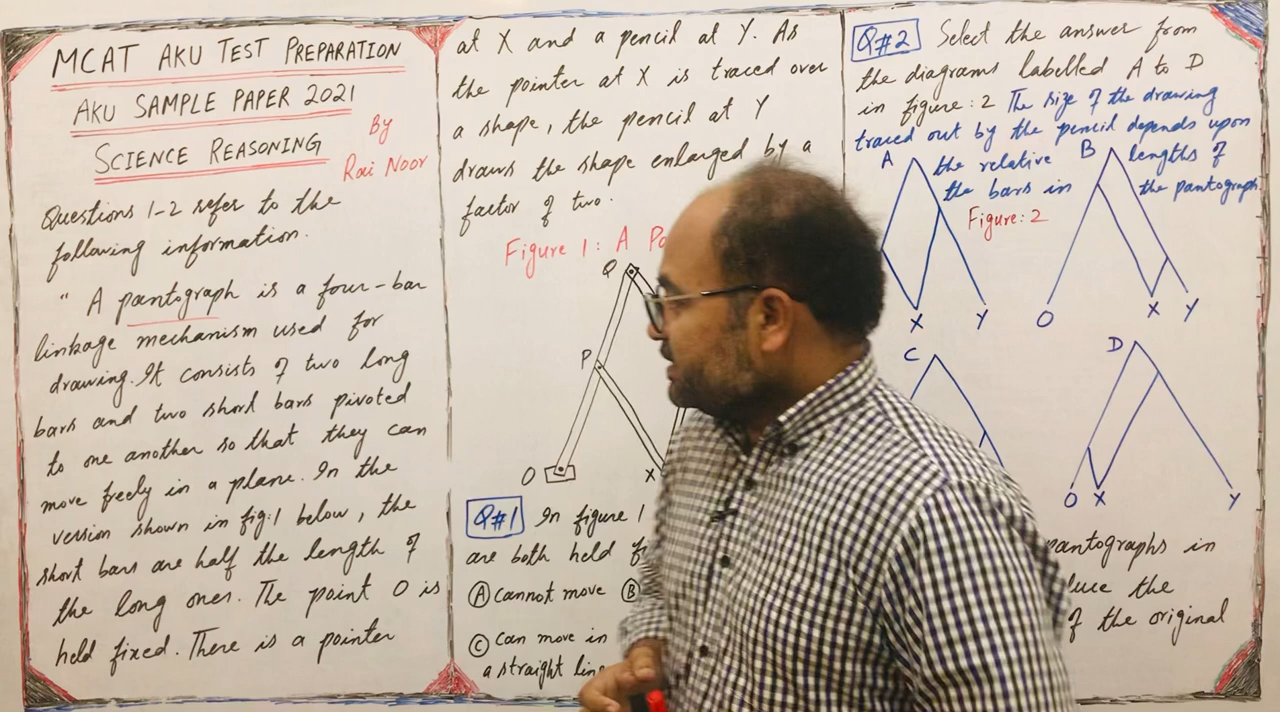 MCAT AKU TEST PREPARATION
AKU SAMPLE PAPER 2021
SCIENCE REASONING
By
Rai Noor
Questions 1-2 refer to the
following information.
" A pantograph is a four-bar
linkage mechanism used for
drawing. It consists of two long
bars and two short bars pivoted
to one another so that they can
move freely in a plane. In the
version shown in fig:1 below, the
short bars are half the length of
the long ones. The point O is
held fixed. There is a pointer
at X and a pencil at Y. As
the pointer at X is traced over
a shape, the pencil at Y
draws the shape enlarged by a
factor of two.
Figure 1: A
Q
P
O
X
Q#1 In figure 1
are both held
A cannot move B
C Can move in
a straight
Q#2 Select the answer from
the diagrams labelled A to D
in figure: 2 The size of the drawing
traced out by the pencil depends upon
the relative lengths of
the bars in the pantograph.
Figure: 2
A
X
Y
B
O
X
Y
C
D
O
X
Y
pantographs in
the
of the original